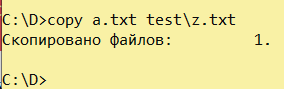 C:\D>copy a.txt test\z.txt
Скопировано файлов:         1.
C:\D>